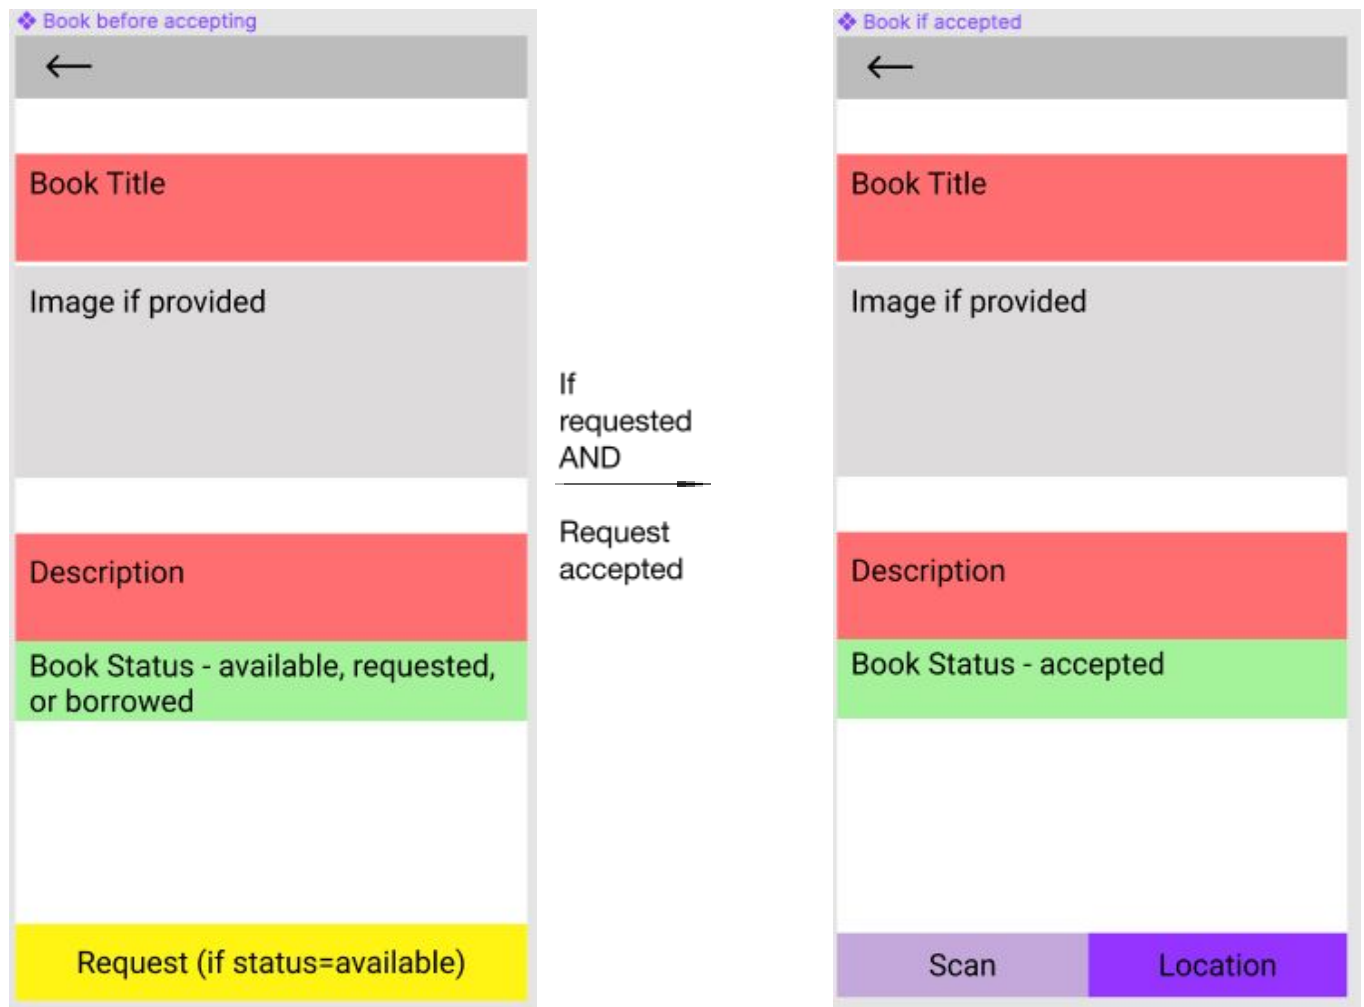 Book before accepting
Book Title
Image if provided
Description
Book Status - available, requested,
or borrowed
Request (if status=available)
If
requested
AND
Request
accepted
Book if accepted
Book Title
Image if provided
Description
Book Status - accepted
Scan
Location